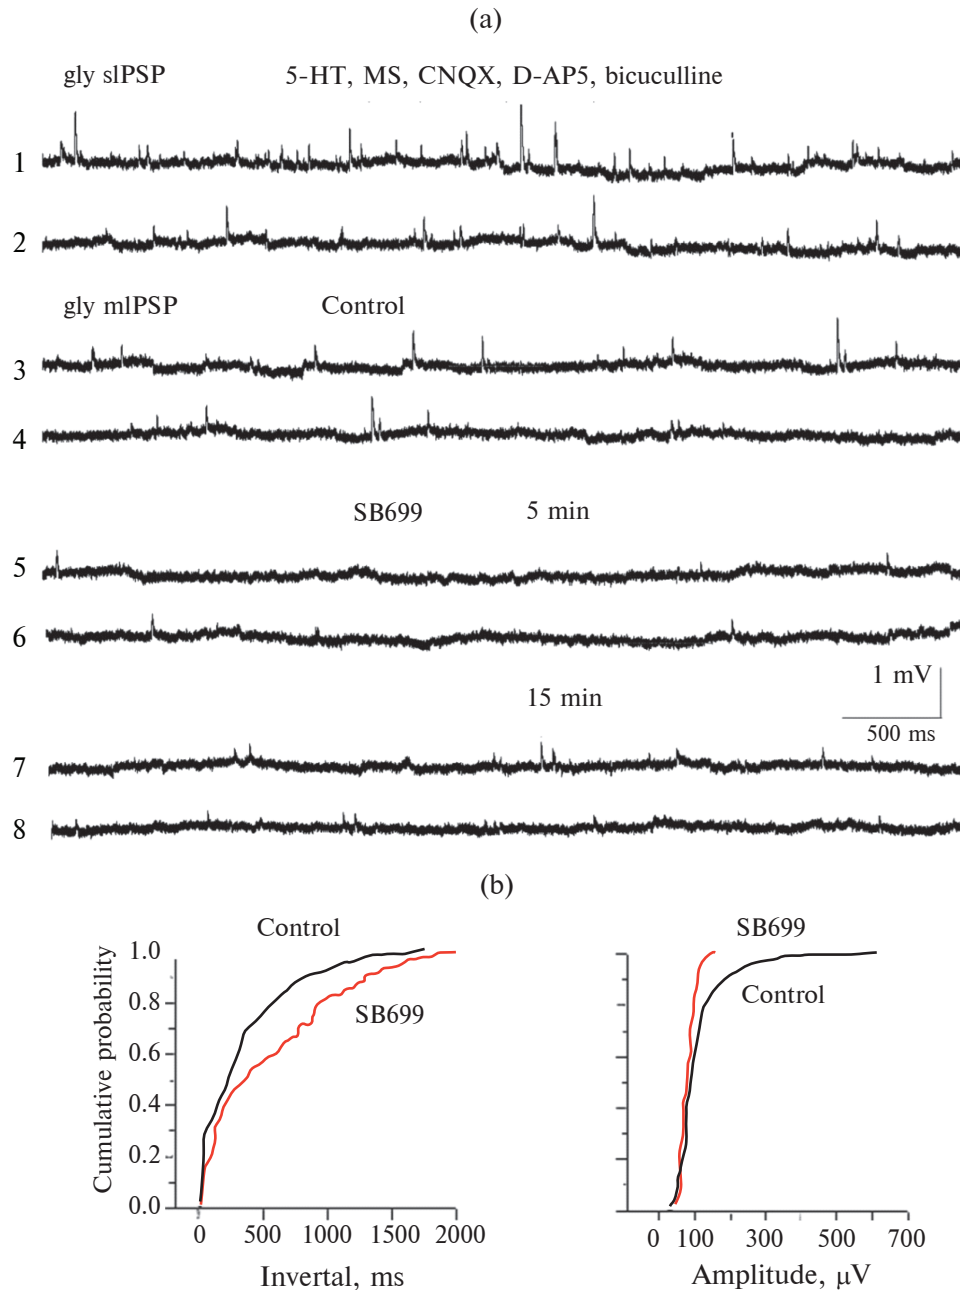 (a)
gly sIPSP 5-HT, MS, CNQX, D-AP5, bicuculline
1
2
gly mIPSP Control
3
4
SB699 5 min
5
6
1 mV
15 min
500 ms
7
8
(b)
Control SB699
1.0
Control
0.8
SB699
0.6
0.4
0.2
0.0
Cumulative probability
0 500 1000 1500 2000
0 100 300 500 700
Invertal, ms Amplitude, μV